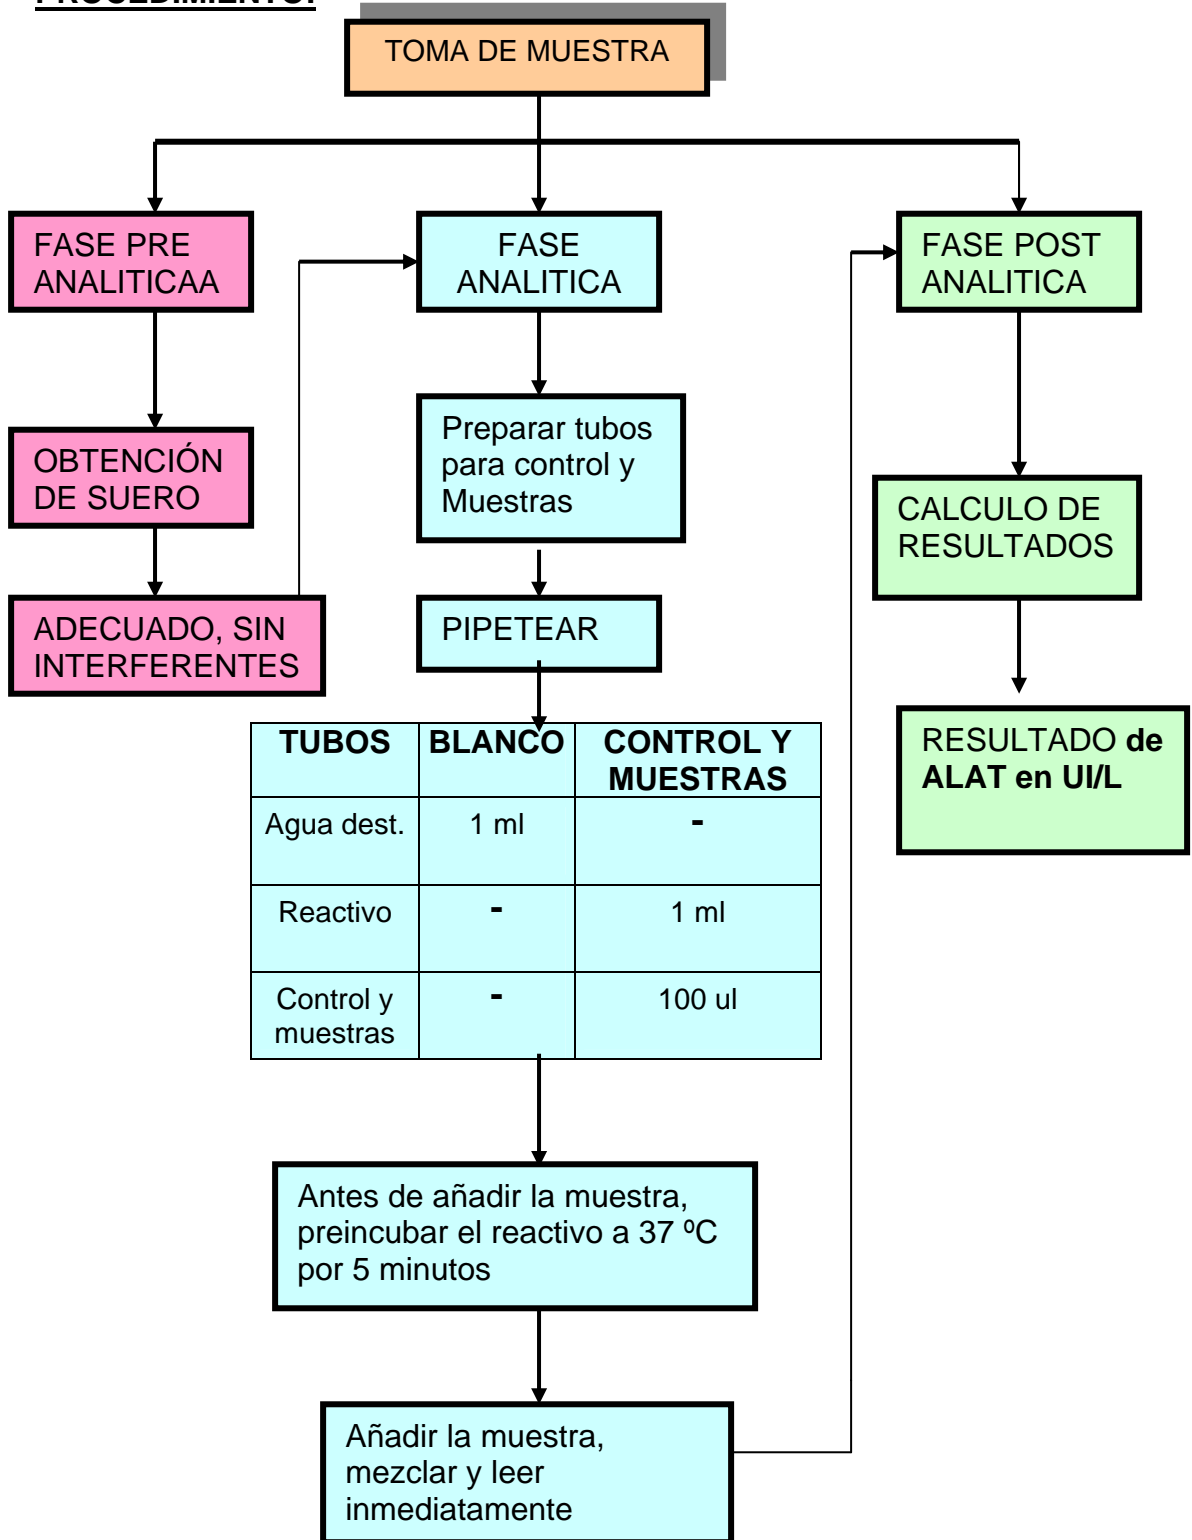 PROCEDIMIENTO:
TOMA DE MUESTRA
FASE PRE
ANALITICAA
OBTENCIÓN
DE SUERO
ADECUADO, SIN
INTERFERENTES
FASE
ANALITICA
Preparar tubos
para control y
Muestras
PIPETEAR
TUBOS BLANCO CONTROL Y
MUESTRAS
Agua dest. 1 ml -
Reactivo - 1 ml
Control y - 100 ul
muestras
Antes de añadir la muestra,
preincubar el reactivo a 37 ºC
por 5 minutos
Añadir la muestra,
mezclar y leer
inmediatamente
FASE POST
ANALITICA
CALCULO DE
RESULTADOS
RESULTADO de
ALAT en UI/L